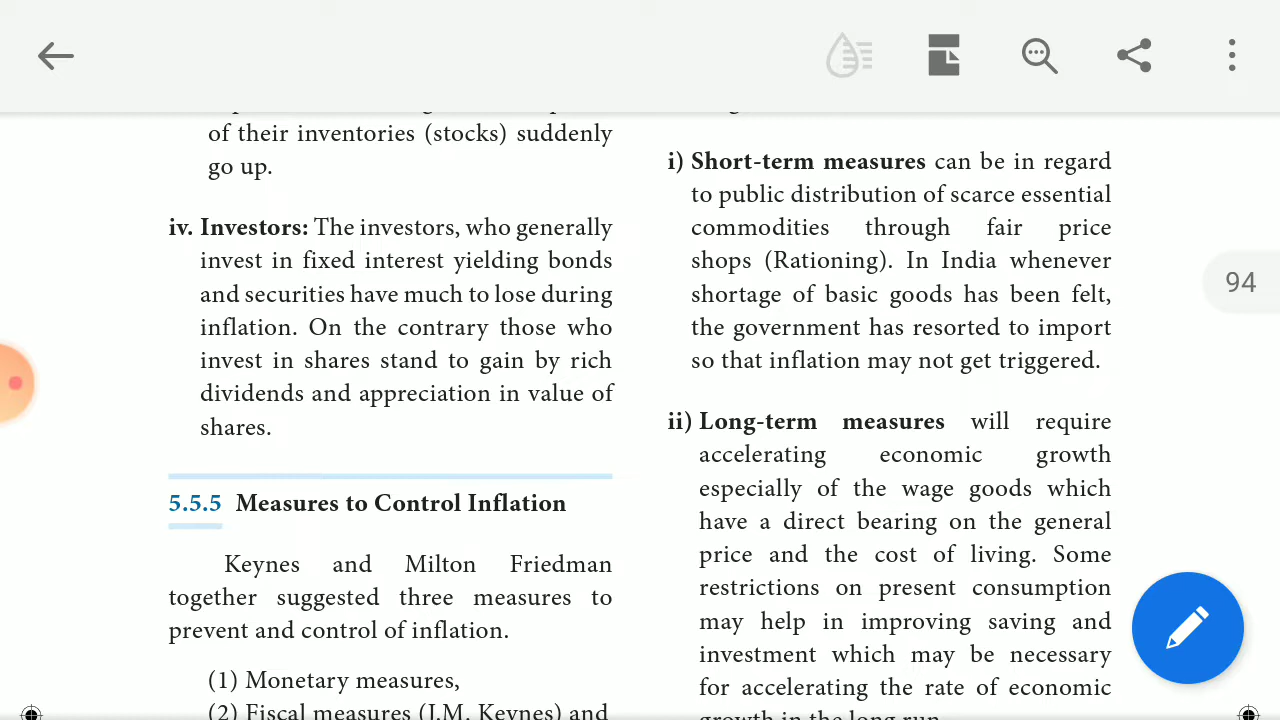 of their inventories (stocks) suddenly
go up.
iv. Investors: The investors, who generally
invest in fixed interest yielding bonds
and securities have much to lose during
inflation. On the contrary those who
invest in shares stand to gain by rich
dividends and appreciation in value of
shares.
5.5.5 Measures to Control Inflation
Keynes and Milton Friedman
together suggested three measures to
prevent and control of inflation.
(1) Monetary measures,
(2) Fiscal measures (J.M. Keynes) and
i) Short-term measures can be in regard
to public distribution of scarce essential
commodities through fair price
shops (Rationing). In India whenever
shortage of basic goods has been felt,
the government has resorted to import
so that inflation may not get triggered.
ii) Long-term measures will require
accelerating economic growth
especially of the wage goods which
have a direct bearing on the general
price and the cost of living. Some
restrictions on present consumption
may help in improving saving and
investment which may be necessary
for accelerating the rate of economic
growth in the long run
94